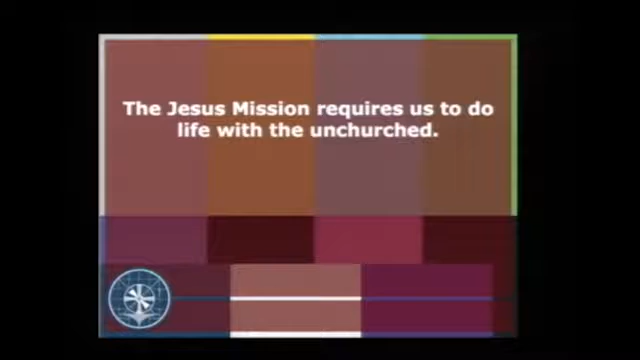 The Jesus Mission requires us to do
life with the unchurched.